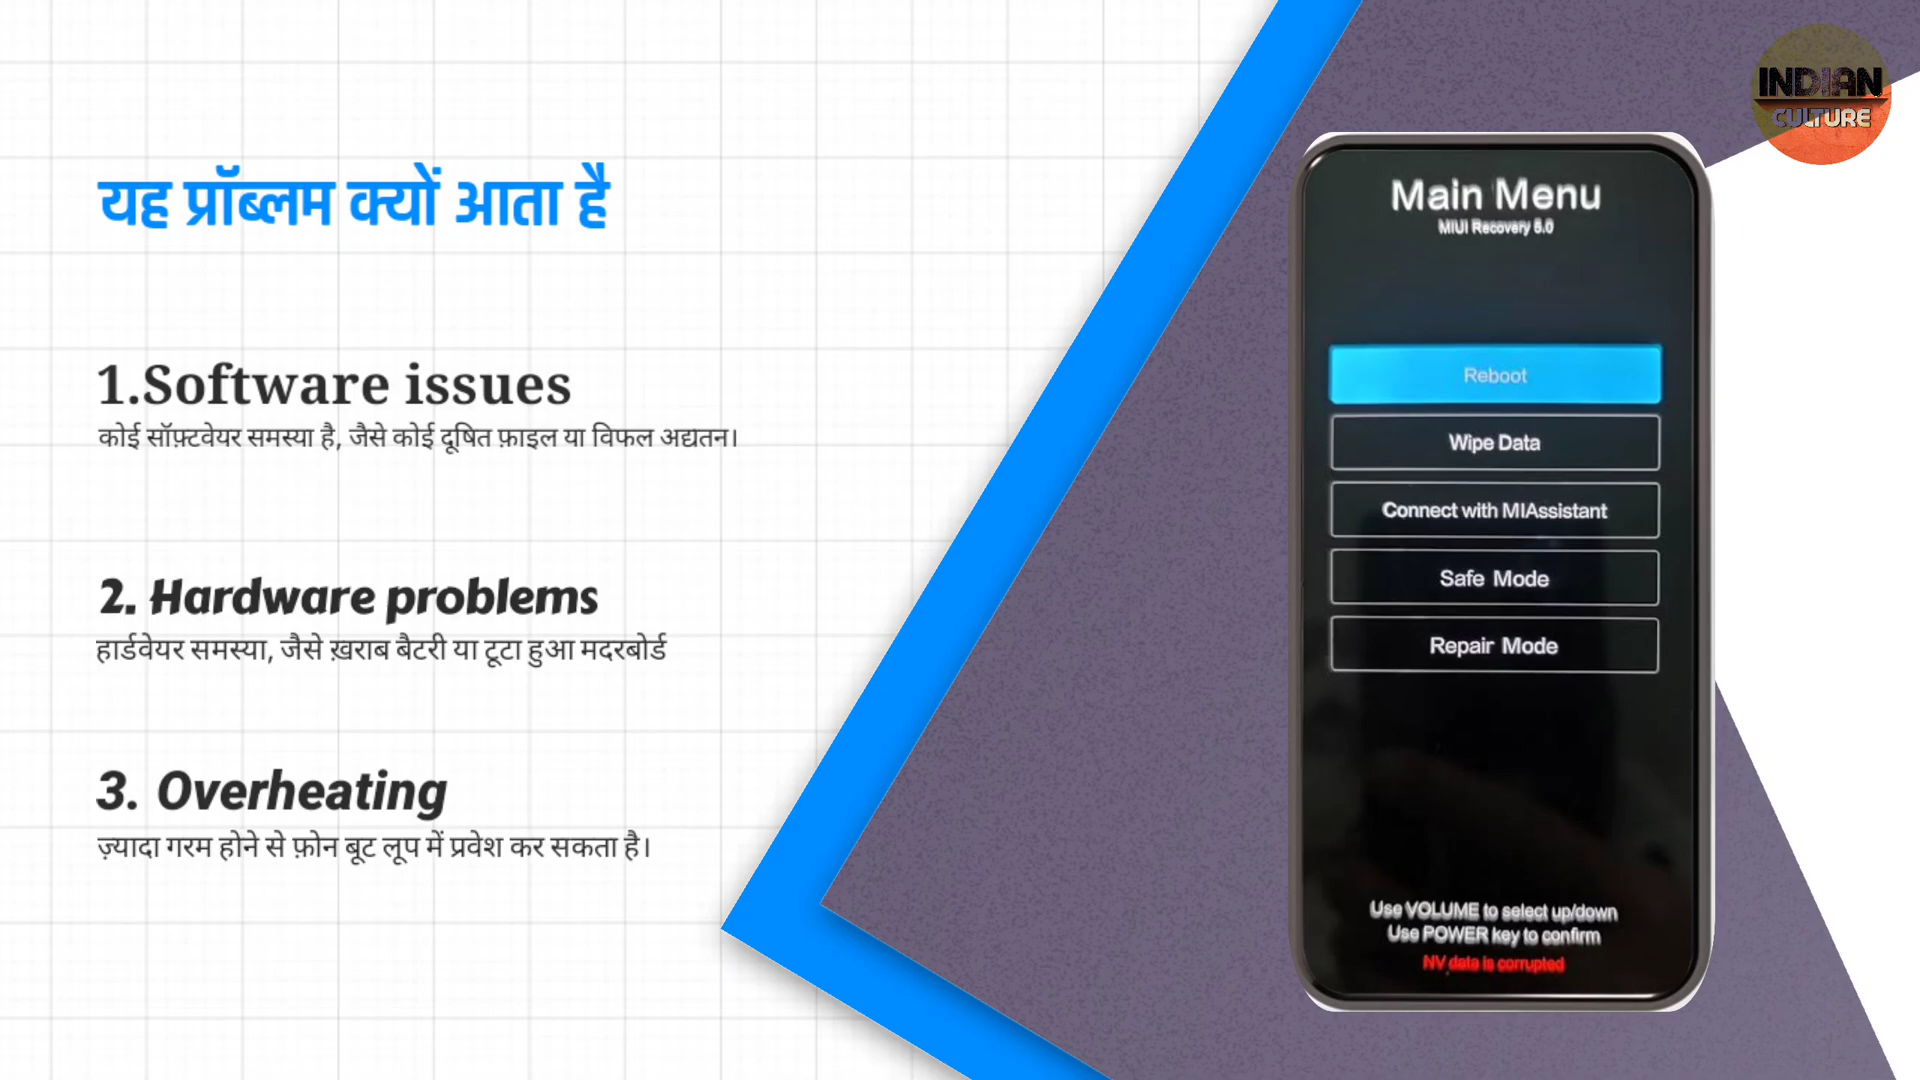 यह प्रॉब्लम क्यों आता है
1.Software issues
कोई सॉफ़्टवेयर समस्या है, जैसे कोई दूषित फ़ाइल या विफल अद्यतन।
2. Hardware problems
हार्डवेयर समस्या, जैसे ख़राब बैटरी या टूटा हुआ मदरबोर्ड
3. Overheating
ज़्यादा गरम होने से फ़ोन बूट लूप में प्रवेश कर सकता है।
INDIAN
CULTURE
Main Menu
MIUI Recovery 5.0
Reboot
Wipe Data
Connect with MIAssistant
Safe Mode
Repair Mode
Use VOLUME to select up/down
Use POWER key to confirm
NV data is corrupted